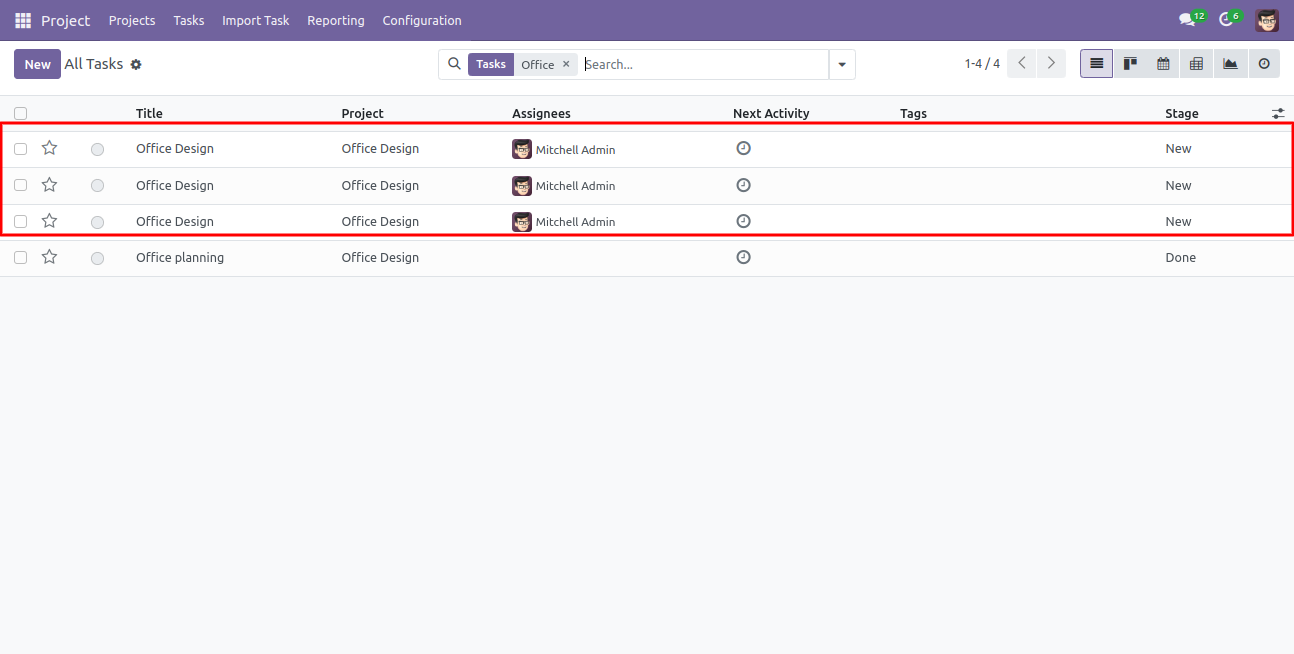 Project Projects Tasks Import Task Reporting Configuration 12 6
New All Tasks Tasks Office × Search... 1-4 / 4
Title Project Assignees Next Activity Tags Stage
Office Design Office Design Mitchell Admin New
Office Design Office Design Mitchell Admin New
Office Design Office Design Mitchell Admin New
Office planning Office Design Done